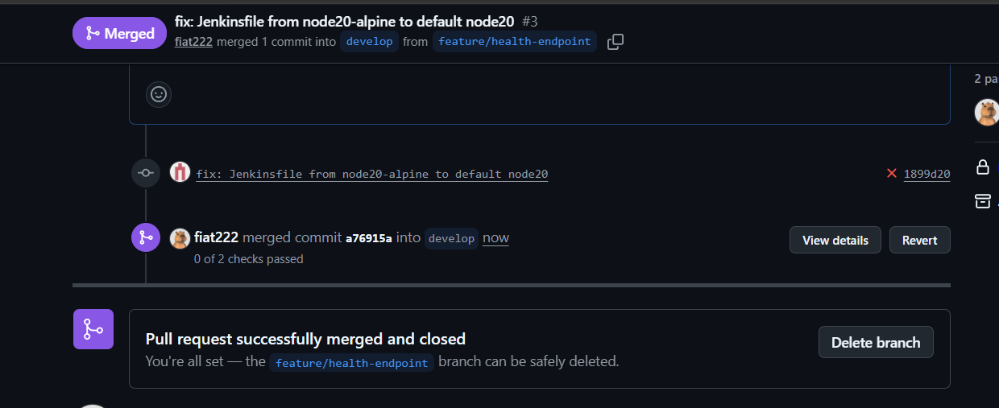 Merged
fix: Jenkinsfile from node20-alpine to default node20 #3
fiat222 merged 1 commit into develop from feature/health-endpoint
2 pa
fix: Jenkinsfile from node20-alpine to default node20
1899d20
fiat222 merged commit a76915a into develop now
View details
Revert
0 of 2 checks passed
Pull request successfully merged and closed
You're all set — the feature/health-endpoint branch can be safely deleted.
Delete branch